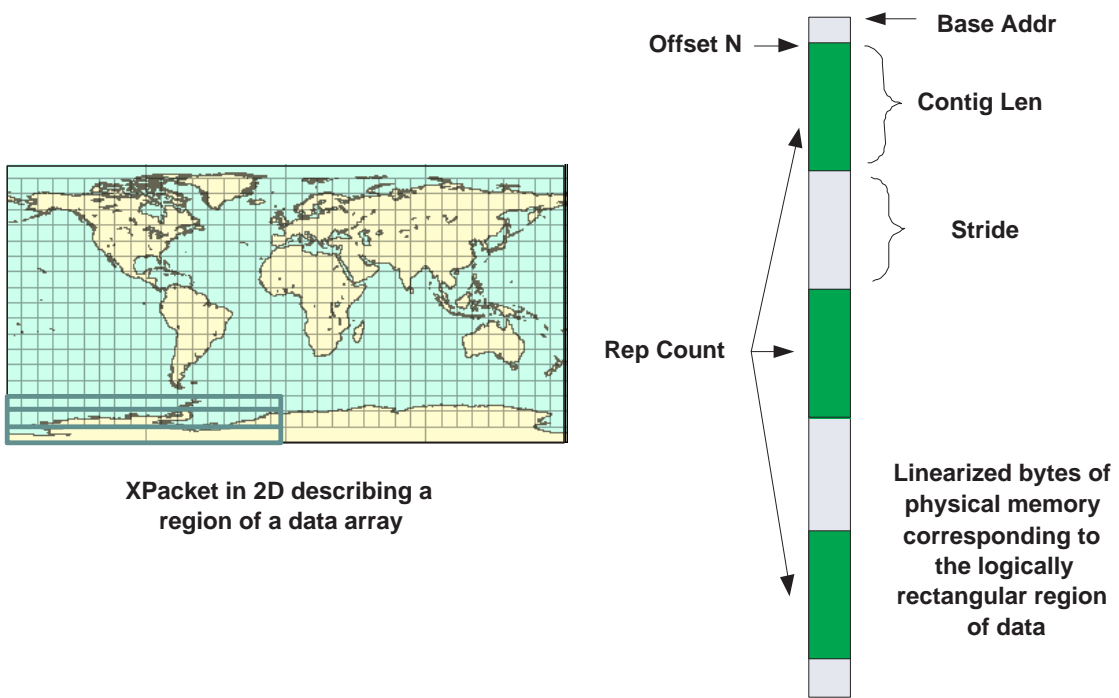 XPacket in 2D describing a
region of a data array
Base Addr
Offset N
Contig Len
Stride
Rep Count
Linearized bytes of
physical memory
corresponding to
the logically
rectangular region
of data